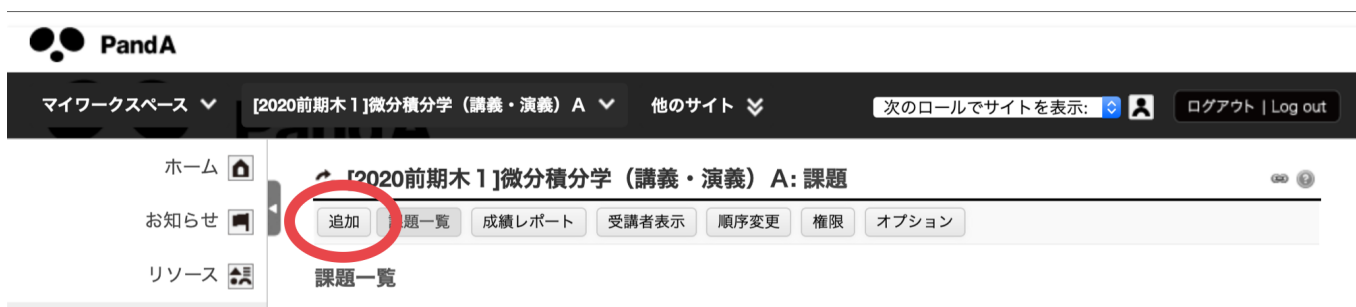 PandA
マイワークスペース [2020前期木1]微分積分学（講義・演義）A 他のサイト 次のロールでサイトを表示: ログアウト | Log out
ホーム
お知らせ
リソース
[2020前期木1]微分積分学（講義・演義）A: 課題
追加 課題一覧 成績レポート 受講者表示 順序変更 権限 オプション
課題一覧